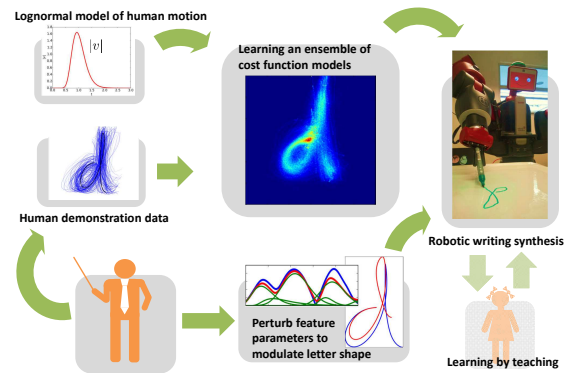 Lognormal model of human motion
|v|
Learning an ensemble of
cost function models
Human demonstration data
Robotic writing synthesis
Perturb feature
parameters to
modulate letter shape
Learning by teaching